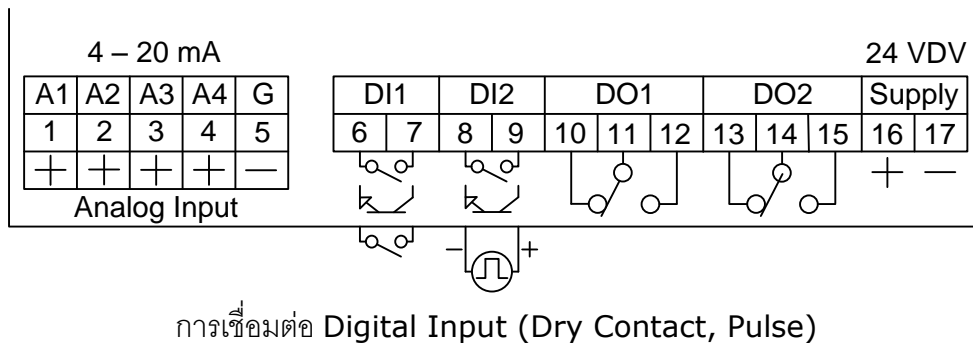 4 – 20 mA 24 VDV
A1 A2 A3 A4 G DI1 DI2 DO1 DO2 Supply
1 2 3 4 5 6 7 8 9 10 11 12 13 14 15 16 17
+ + + + — + —
Analog Input
– +
การเชื่อมต่อ Digital Input (Dry Contact, Pulse)